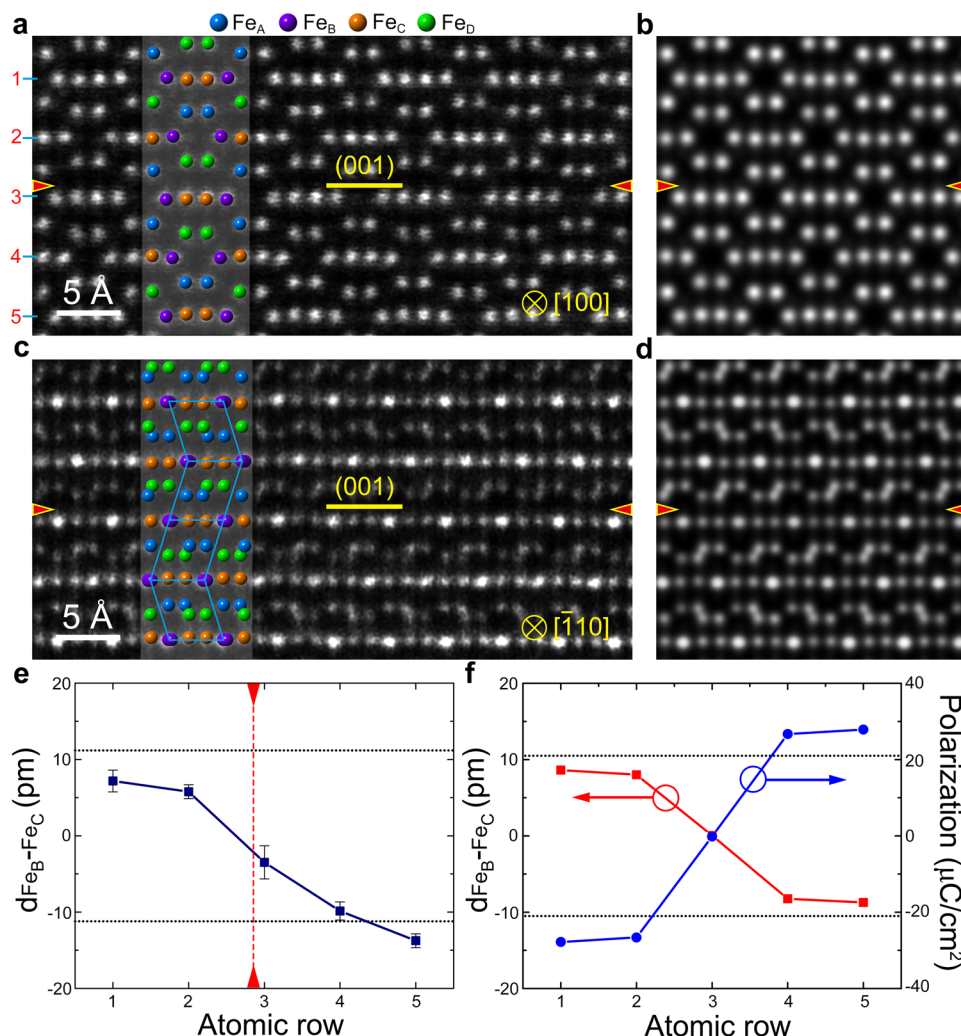 Fe_A Fe_B Fe_C Fe_D
a
b
1
2
(001)
3
4
5 Å
[100]
5
c
d
(001)
5 Å
[1̄10]
e
f
20
10
0
-10
-20
dFe_B-Fe_C (pm)
1 2 3 4 5
Atomic row
20
10
0
-10
-20
dFe_B-Fe_C (pm)
40
20
0
-20
-40
Polarization (μC/cm²)
1 2 3 4 5
Atomic row